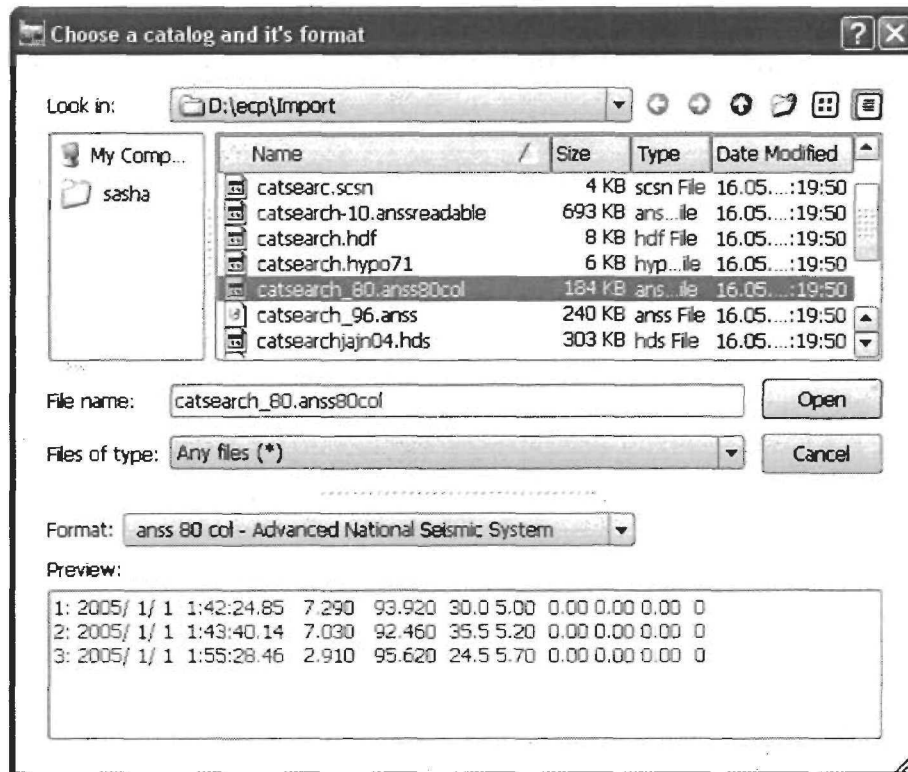 Choose a catalog and it's format
Look in: D:\ecp\Import
My Comp...
sasha
Name / Size Type Date Modified
catsearc.scsn 4 KB scsn File 16.05....:19:50
catsearch-10.anssreadable 693 KB ans...ile 16.05....:19:50
catsearch.hdf 8 KB hdf File 16.05....:19:50
catsearch.hypo71 6 KB hyp...ile 16.05....:19:50
catsearch_80.anss80col 184 KB ans...ile 16.05....:19:50
catsearch_96.anss 240 KB anss File 16.05....:19:50
catsearchjajn04.hds 303 KB hds File 16.05....:19:50
File name: catsearch_80.anss80col Open
Files of type: Any files (*) Cancel
Format: anss 80 col - Advanced National Seismic System
Preview:
1: 2005/ 1/ 1 1:42:24.85 7.290 93.920 30.0 5.00 0.00 0.00 0.00 0
2: 2005/ 1/ 1 1:43:40.14 7.030 92.460 35.5 5.20 0.00 0.00 0.00 0
3: 2005/ 1/ 1 1:55:28.46 2.910 95.620 24.5 5.70 0.00 0.00 0.00 0